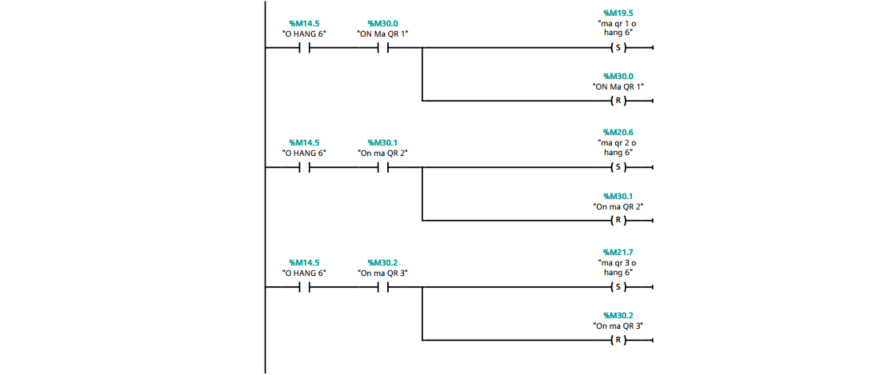 %M14.5
"O HANG 6"
%M30.0
"ON Ma QR 1"
%M19.5
"ma qr 1 o
hang 6"
S
%M30.0
"ON Ma QR 1"
R
%M14.5
"O HANG 6"
%M30.1
"On ma QR 2"
%M20.6
"ma qr 2 o
hang 6"
S
%M30.1
"On ma QR 2"
R
%M14.5
"O HANG 6"
%M30.2
"On ma QR 3"
%M21.7
"ma qr 3 o
hang 6"
S
%M30.2
"On ma QR 3"
R